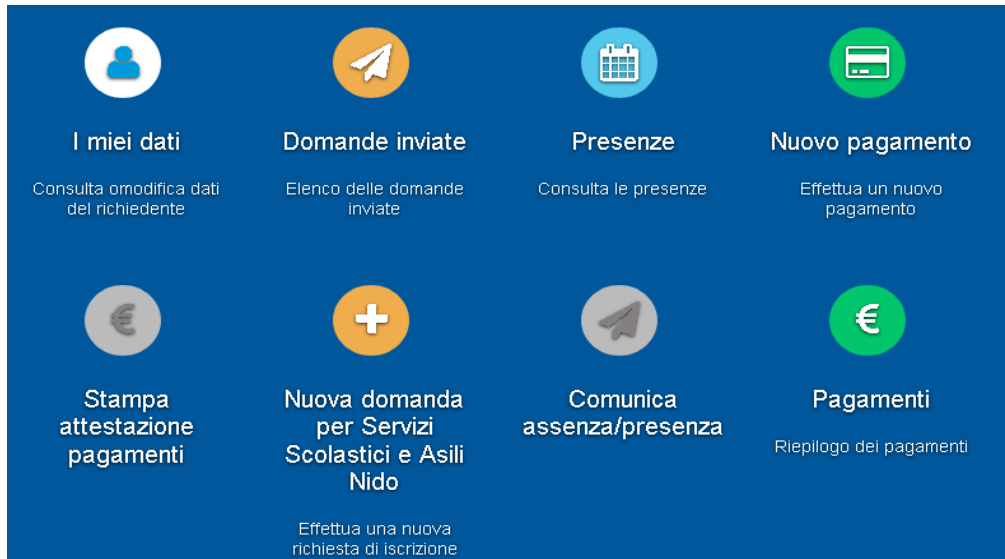 I miei dati
Consulta omodifica dati
del richiedente
Domande inviate
Elenco delle domande
inviate
Presenze
Consulta le presenze
Nuovo pagamento
Effettua un nuovo
pagamento
€
Stampa
attestazione
pagamenti
Nuova domanda
per Servizi
Scolastici e Asili
Nido
Effettua una nuova
richiesta di iscrizione
Comunica
assenza/presenza
€
Pagamenti
Riepilogo dei pagamenti